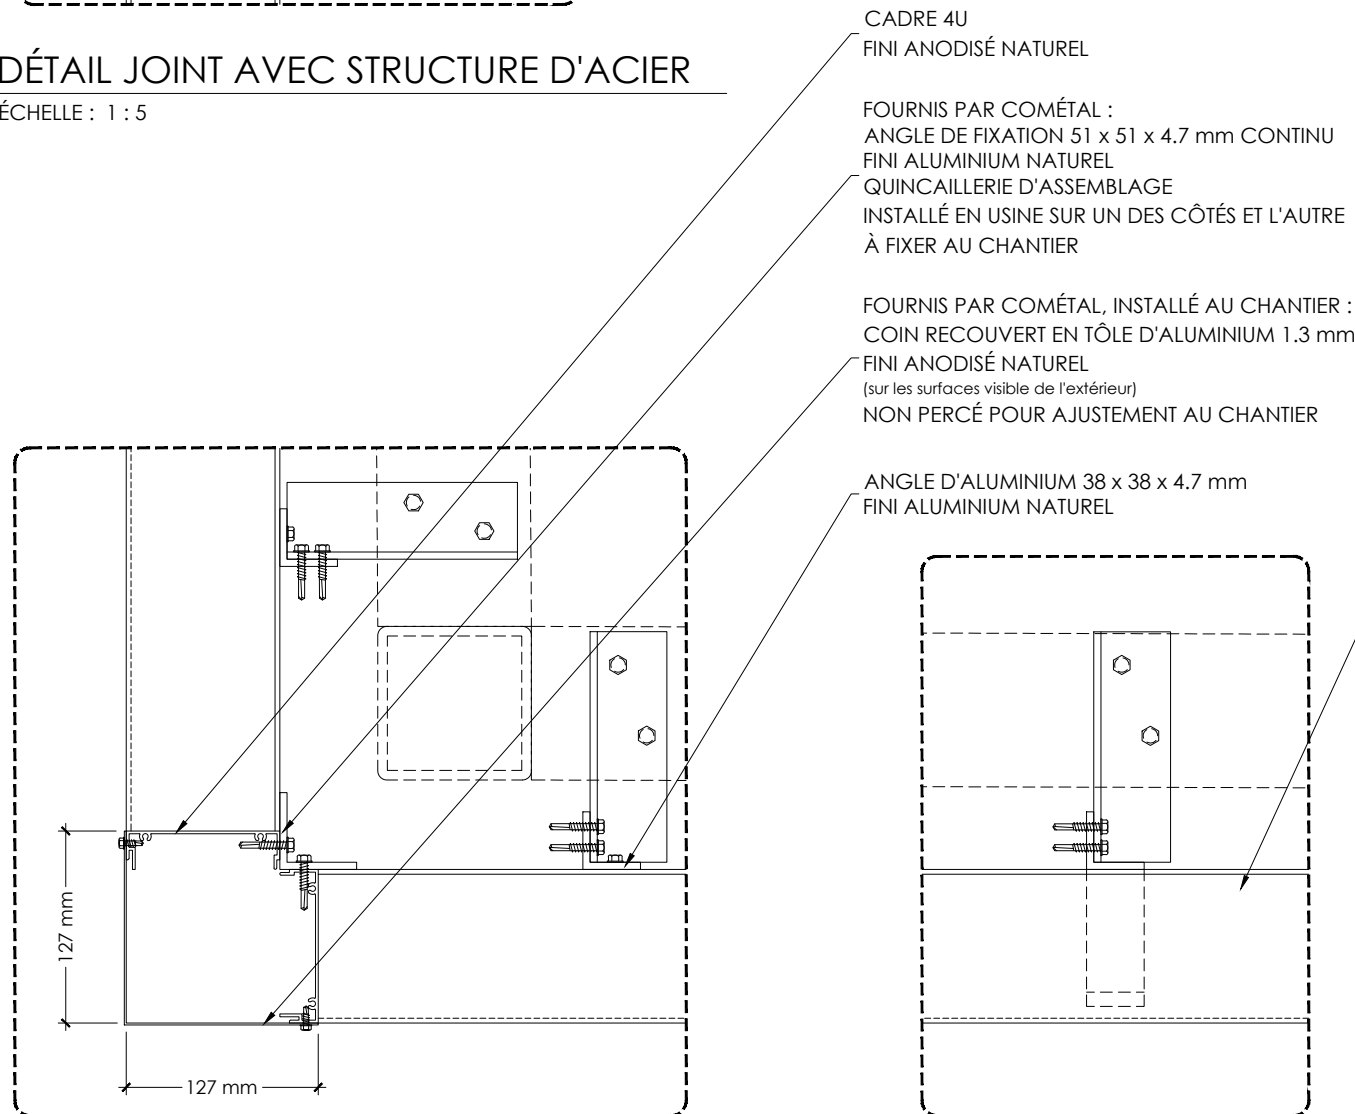 DÉTAIL JOINT AVEC STRUCTURE D'ACIER
ÉCHELLE : 1 : 5
CADRE 4U
FINI ANODISÉ NATUREL
FOURNIS PAR COMÉTAL :
ANGLE DE FIXATION 51 x 51 x 4.7 mm CONTINU
FINI ALUMINIUM NATUREL
QUINCAILLERIE D'ASSEMBLAGE
INSTALLÉ EN USINE SUR UN DES CÔTÉS ET L'AUTRE
À FIXER AU CHANTIER
FOURNIS PAR COMÉTAL, INSTALLÉ AU CHANTIER :
COIN RECOUVERT EN TÔLE D'ALUMINIUM 1.3 mm
FINI ANODISÉ NATUREL
(sur les surfaces visible de l'extérieur)
NON PERCÉ POUR AJUSTEMENT AU CHANTIER
ANGLE D'ALUMINIUM 38 x 38 x 4.7 mm
FINI ALUMINIUM NATUREL
127 mm
127 mm